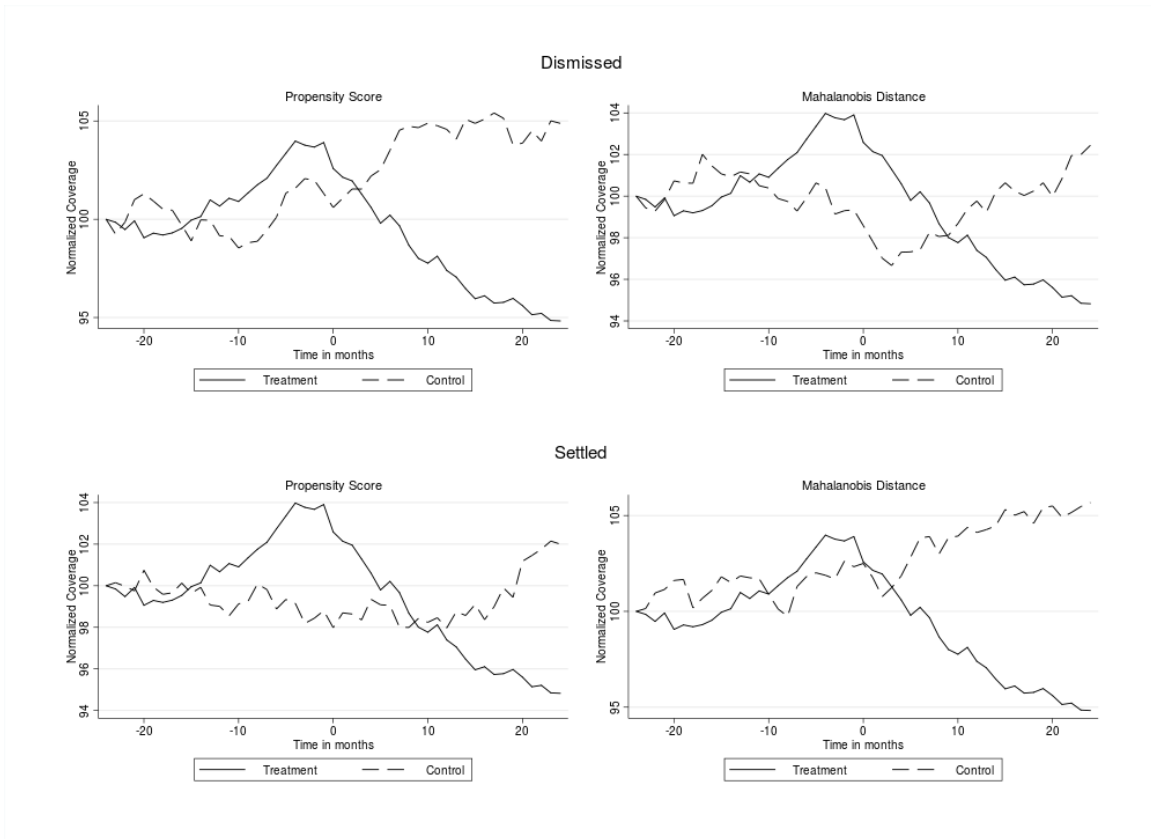 Dismissed
Propensity Score
Normalized Coverage
105
100
95
-20 -10 0 10 20
Time in months
Treatment Control
Mahalanobis Distance
Normalized Coverage
104
102
100
98
96
94
-20 -10 0 10 20
Time in months
Treatment Control
Settled
Propensity Score
Normalized Coverage
104
102
100
98
96
94
-20 -10 0 10 20
Time in months
Treatment Control
Mahalanobis Distance
Normalized Coverage
105
100
95
-20 -10 0 10 20
Time in months
Treatment Control